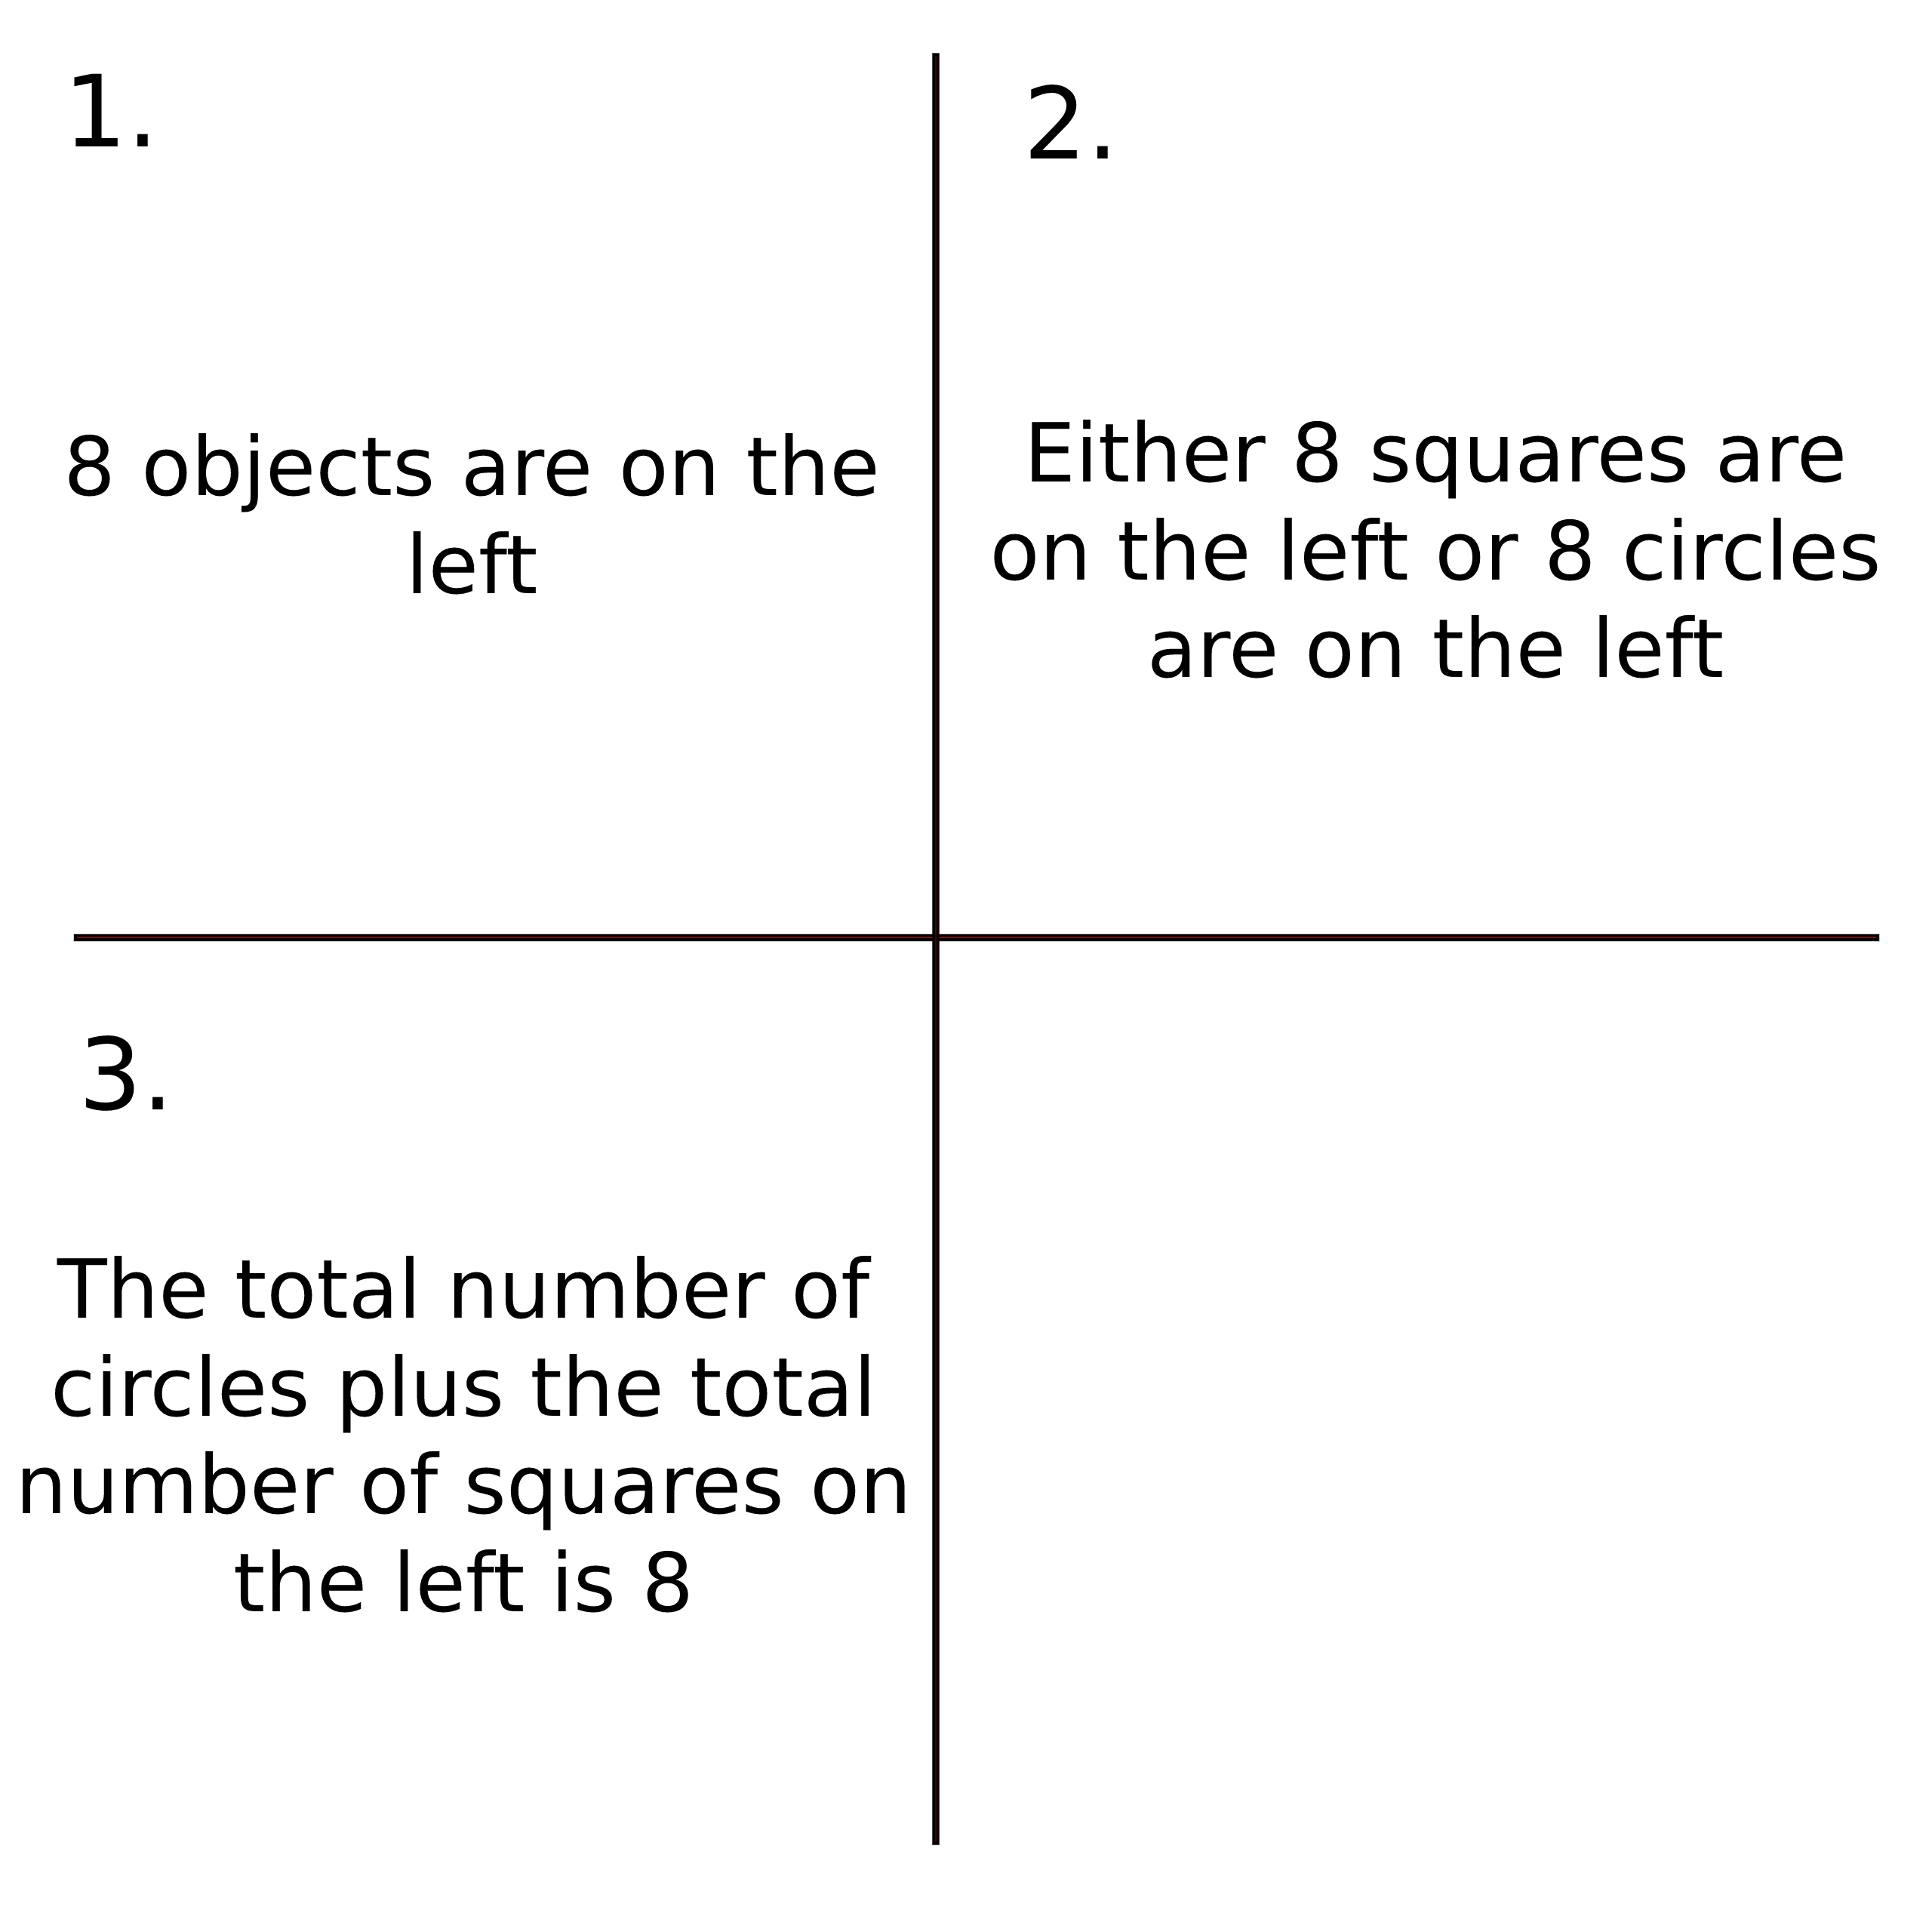 1.
8 objects are on the
left
2.
Either 8 squares are
on the left or 8 circles
are on the left
3.
The total number of
circles plus the total
number of squares on
the left is 8